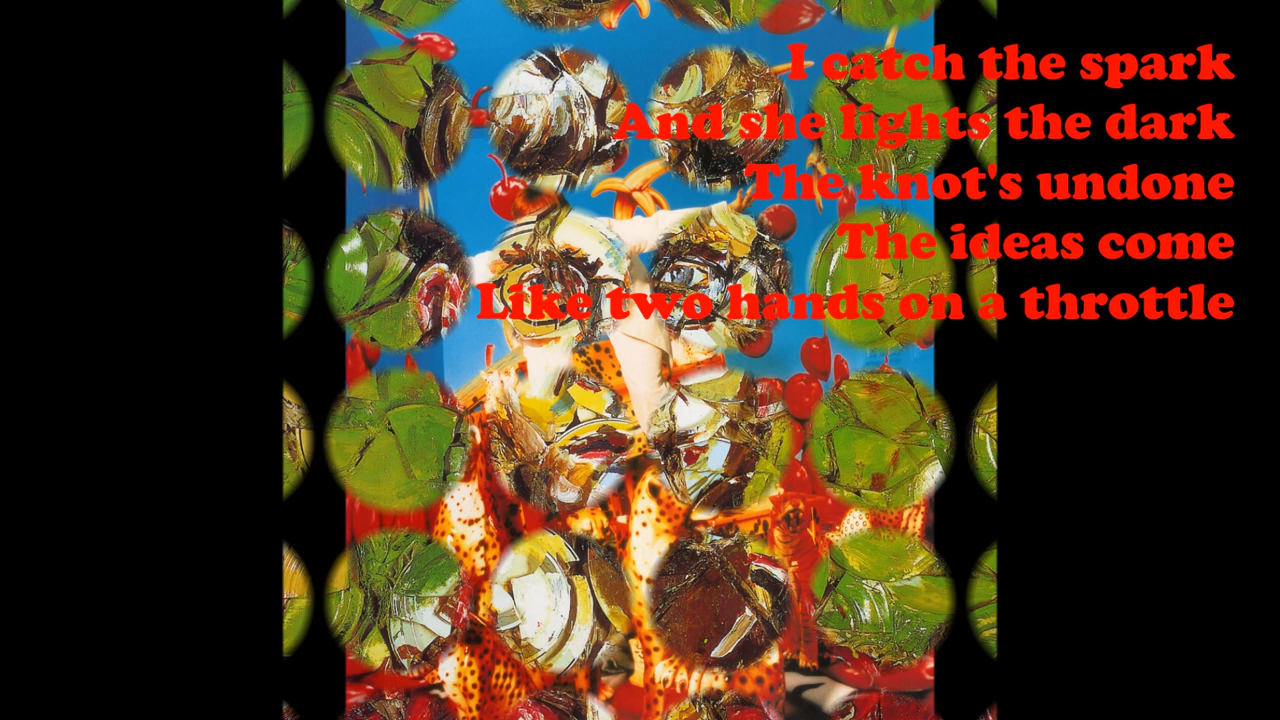 I catch the spark
And she lights the dark
The knot's undone
The ideas come
Like two hands on a throttle